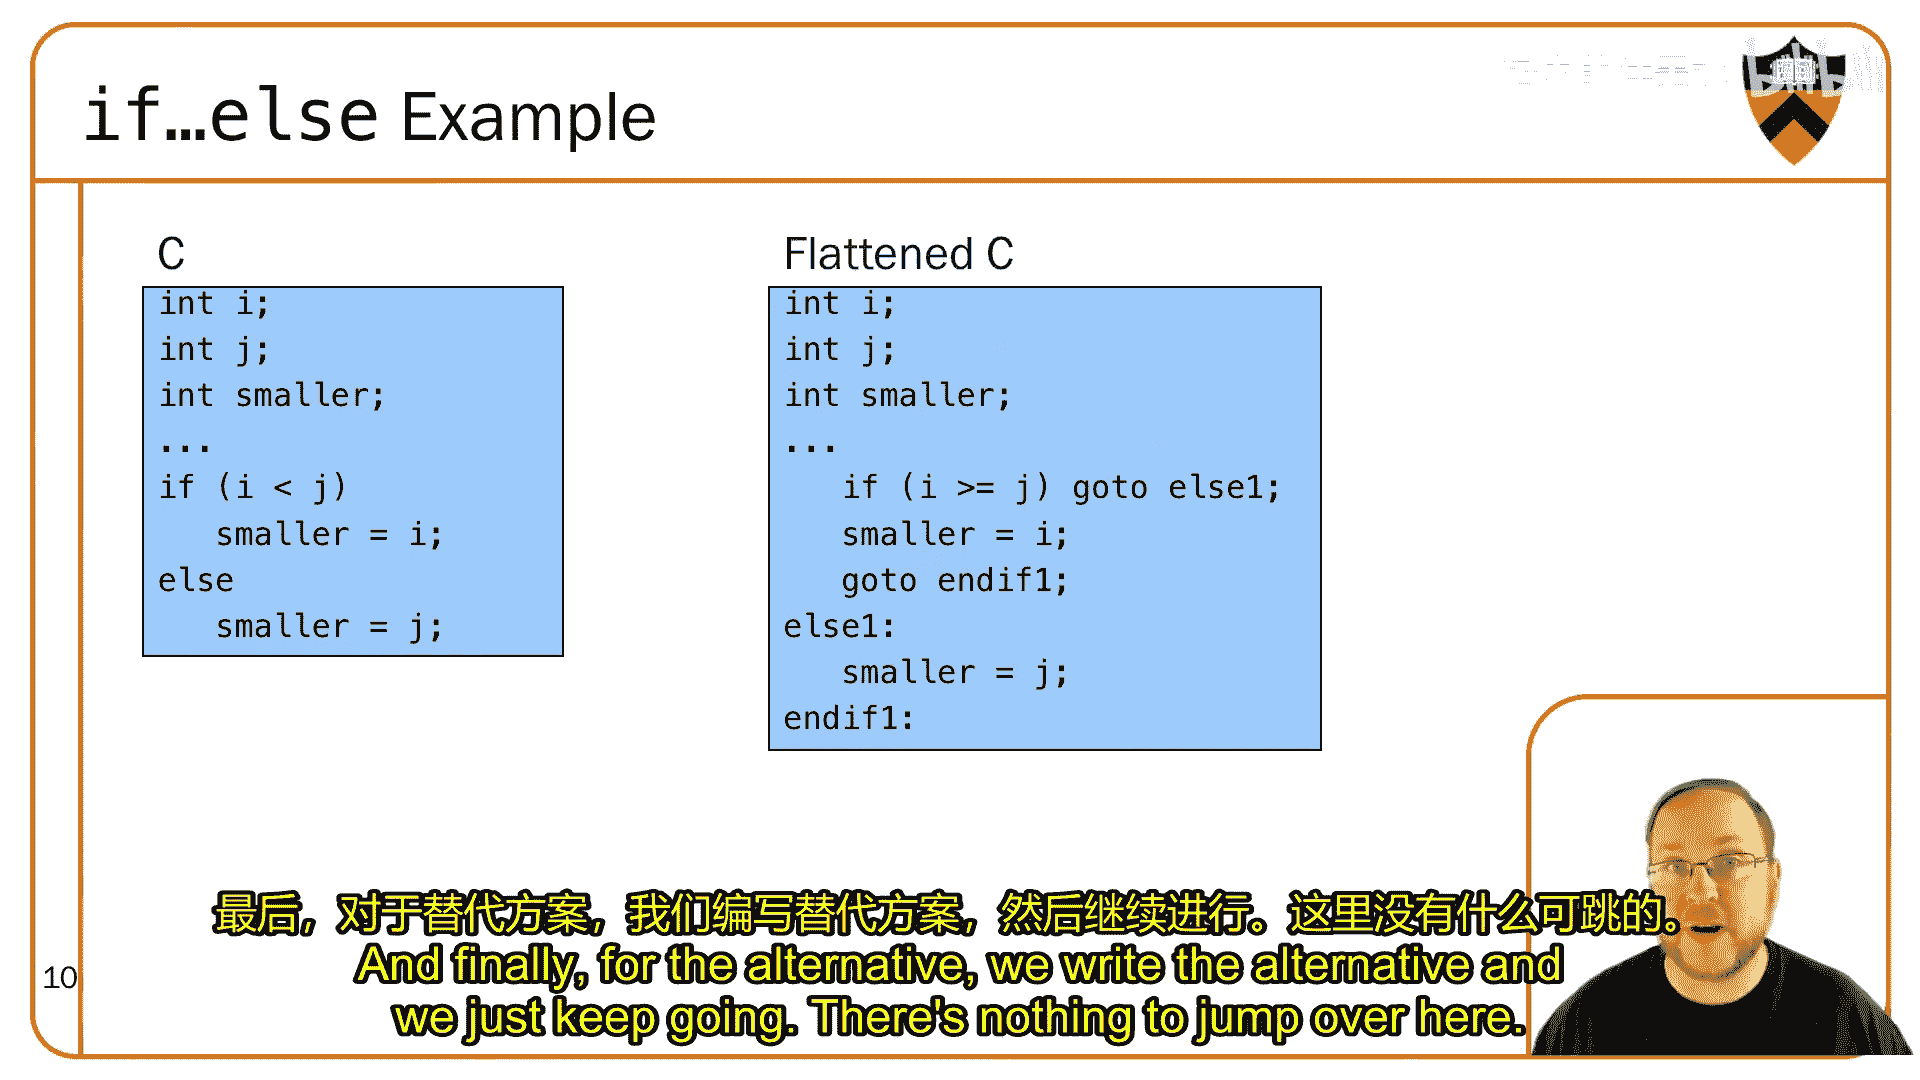 if…else Example
C
int i;
int j;
int smaller;
...
if (i < j)
   smaller = i;
else
   smaller = j;
Flattened C
int i;
int j;
int smaller;
...
   if (i >= j) goto else1;
   smaller = i;
   goto endif1;
else1:
   smaller = j;
endif1:
最后，对于替代方案，我们编写替代方案，然后继续进行。这里没有什么可跳的。
And finally, for the alternative, we write the alternative and
we just keep going. There's nothing to jump over here.
10
bilibili